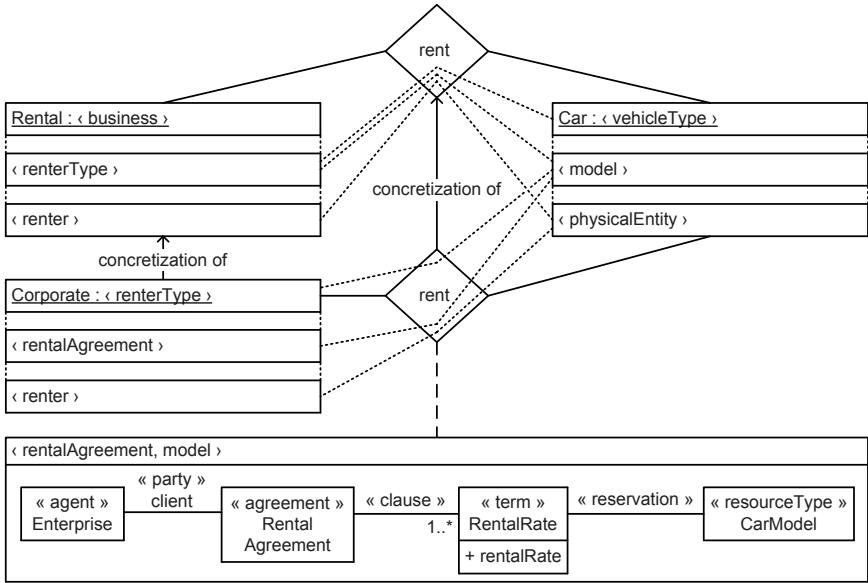 rent
Rental : ‹ business ›
‹ renterType ›
‹ renter ›
Car : ‹ vehicleType ›
‹ model ›
‹ physicalEntity ›
concretization of
concretization of
rent
Corporate : ‹ renterType ›
‹ rentalAgreement ›
‹ renter ›
‹ rentalAgreement, model ›
« agent »
Enterprise
« party »
client
« agreement »
Rental
Agreement
« clause »
1..*
« term »
RentalRate
+ rentalRate
« reservation »
« resourceType »
CarModel